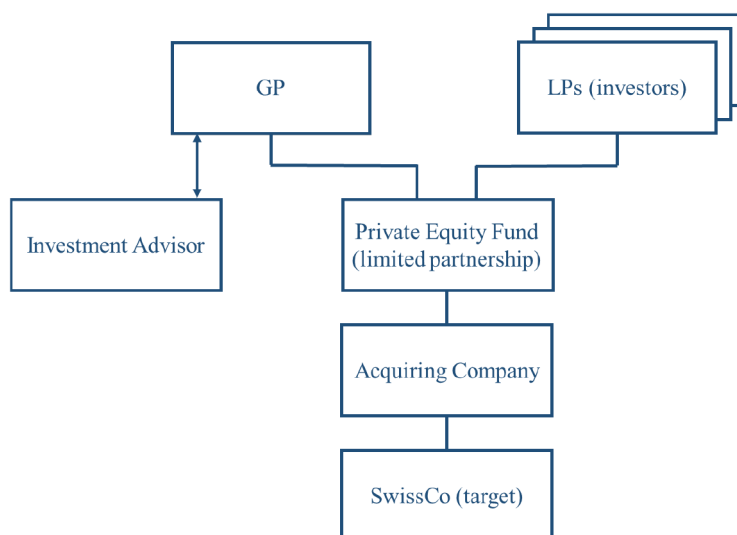 GP
LPs (investors)
Investment Advisor
Private Equity Fund
(limited partnership)
Acquiring Company
SwissCo (target)